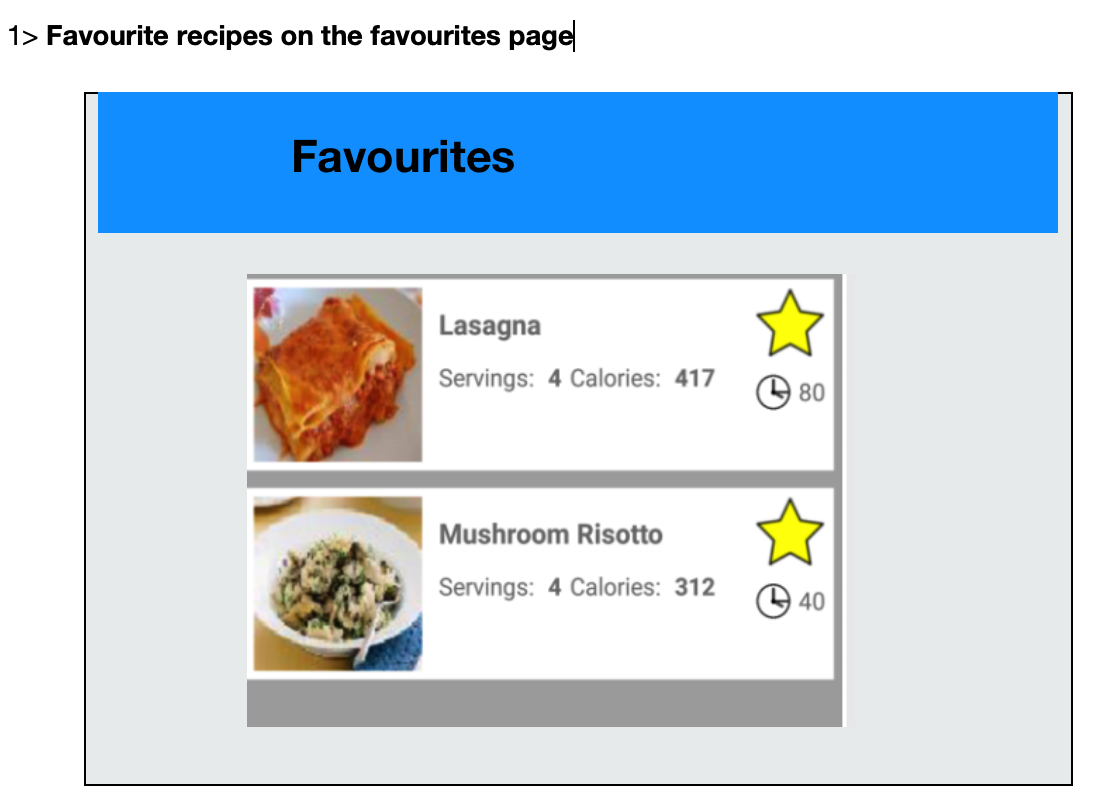 1> Favourite recipes on the favourites page
Favourites
Lasagna
Servings: 4 Calories: 417
80
Mushroom Risotto
Servings: 4 Calories: 312
40